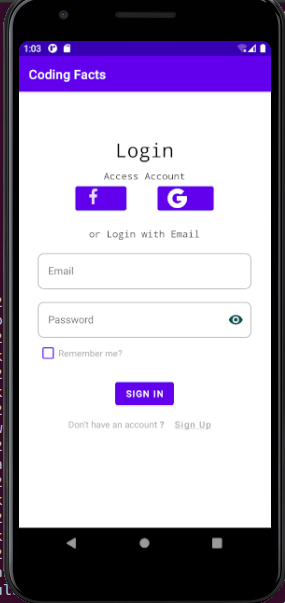 1:03
Coding Facts
Login
Access Account
f G
or Login with Email
Email
Password
Remember me?
SIGN IN
Don't have an account ? Sign Up